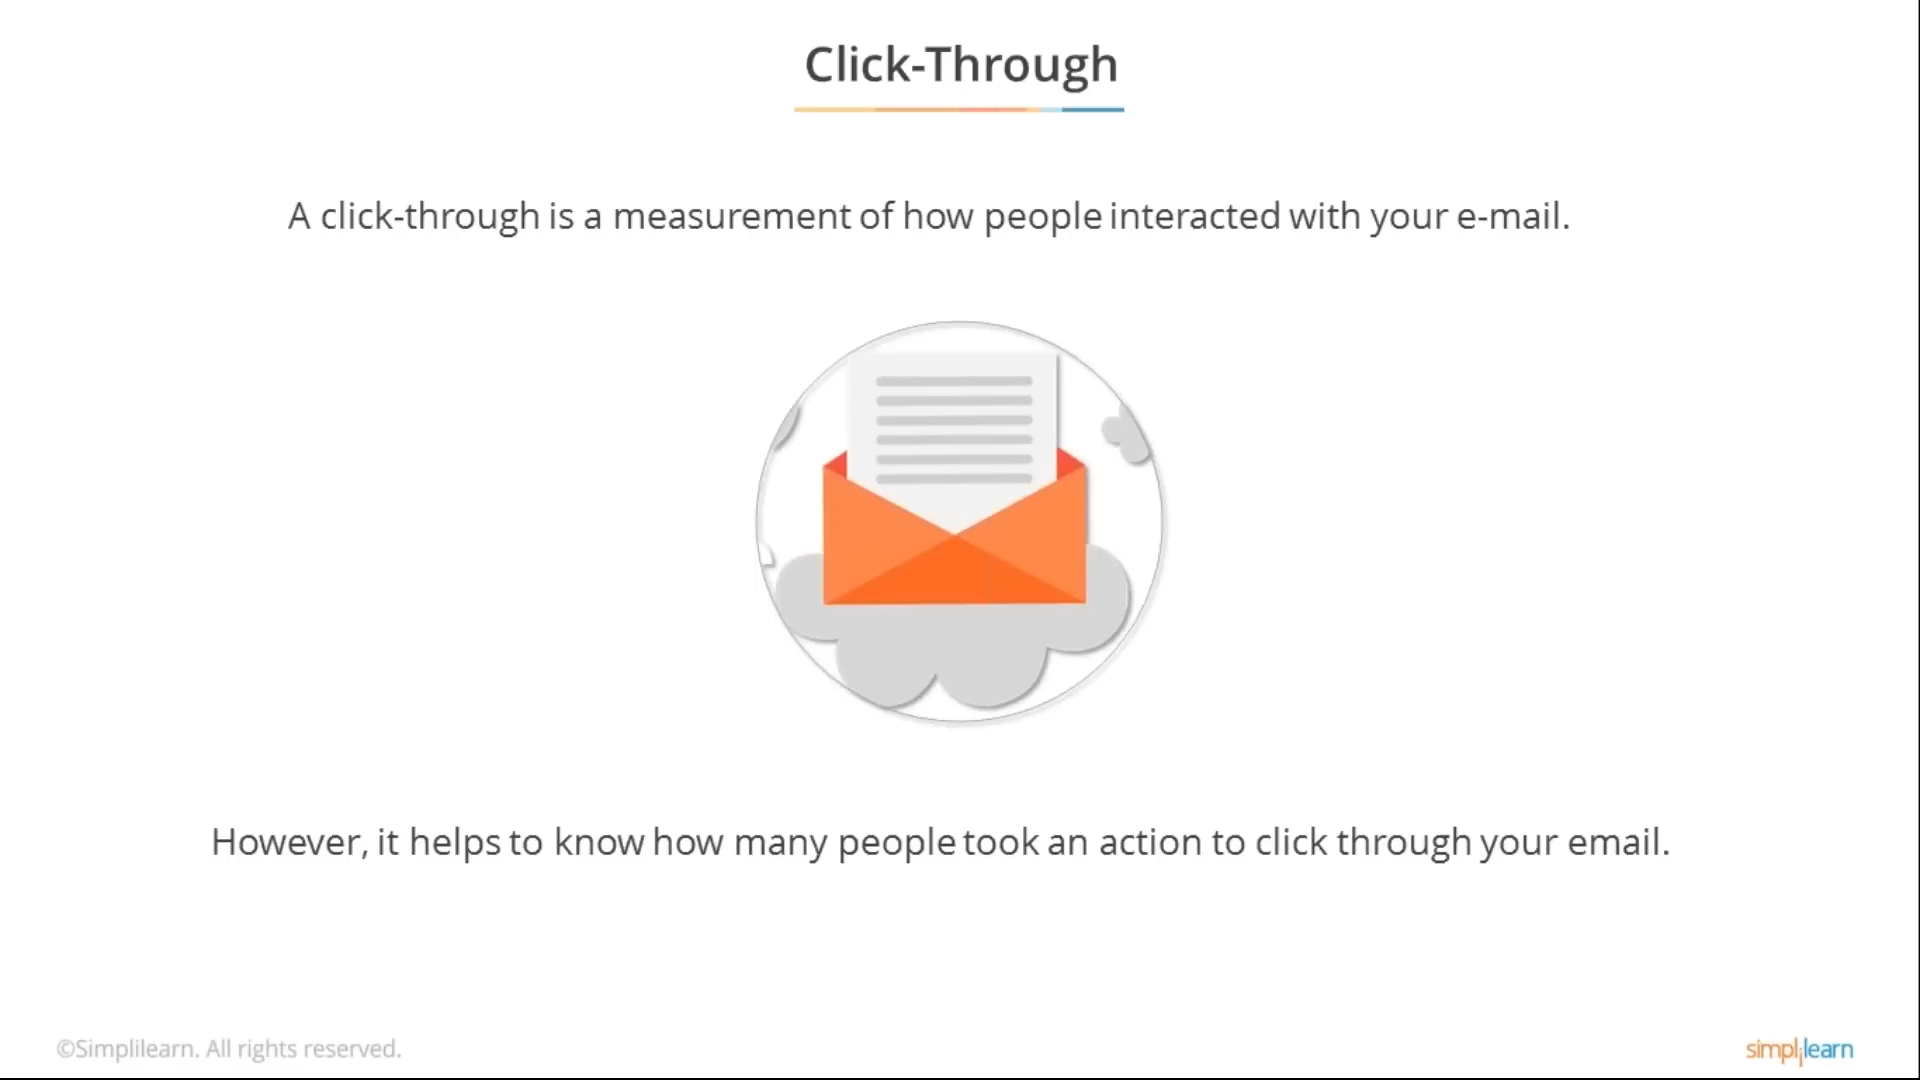 Click-Through
A click-through is a measurement of how people interacted with your e-mail.
However, it helps to know how many people took an action to click through your email.
©Simplilearn. All rights reserved.
simplilearn